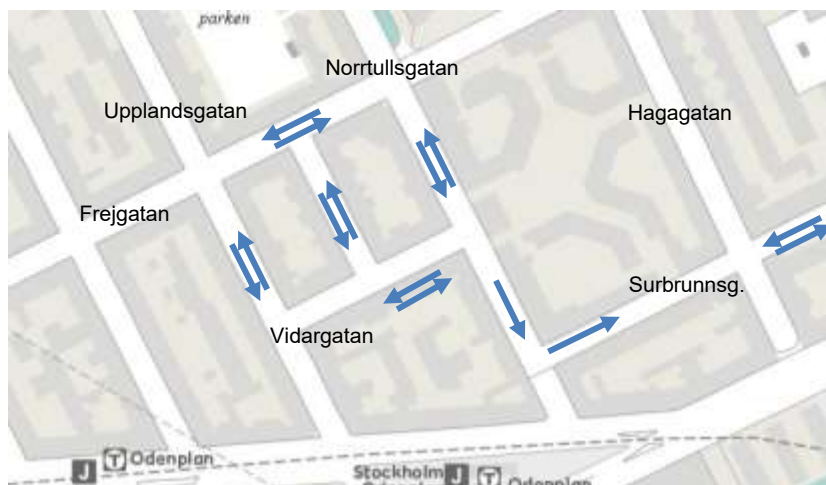 parken
Norrtullsgatan
Upplandsgatan
Hagagatan
Frejgatan
Surbrunnsg.
Vidargatan
J T Odenplan
Stockholm J T Odenplan